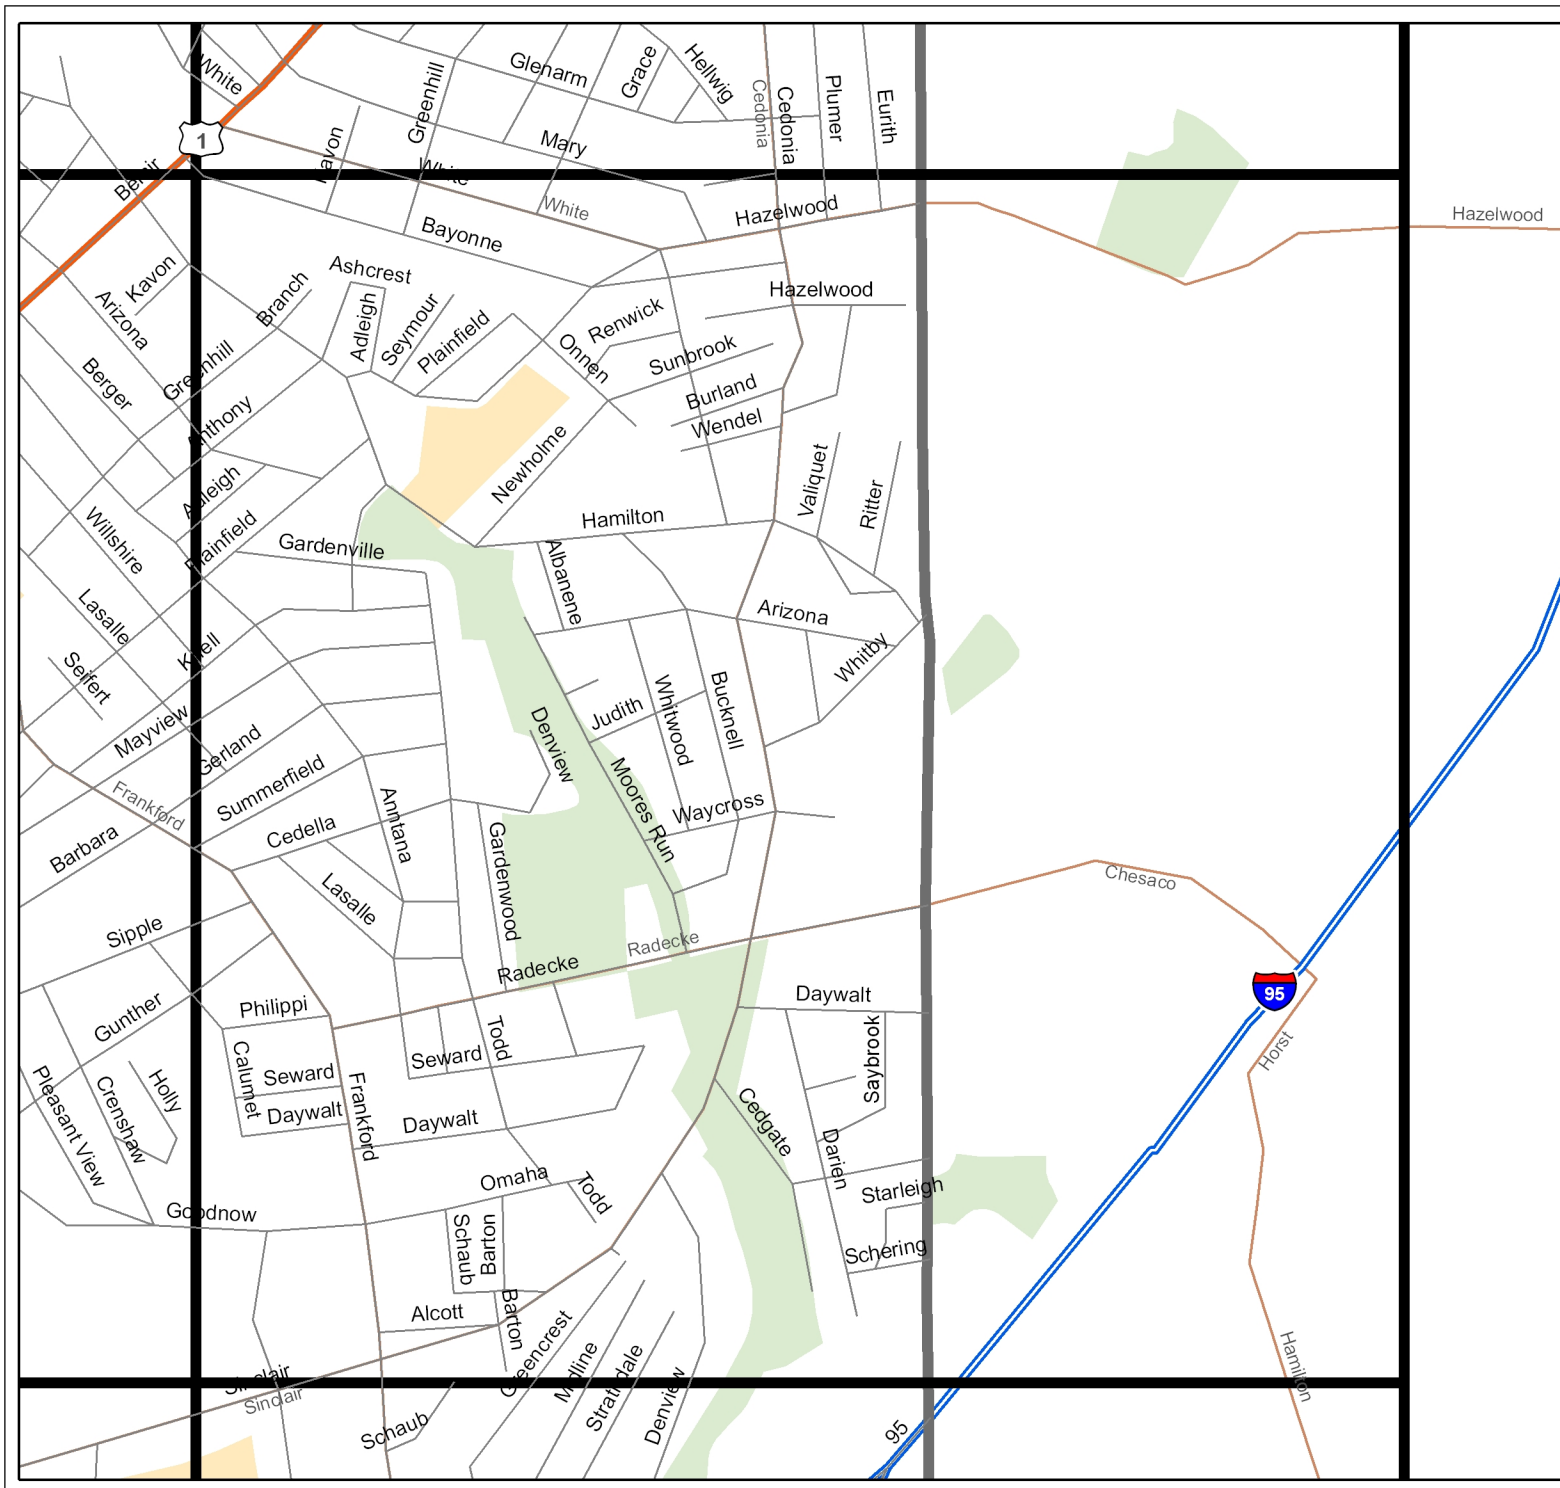 White
Greenhill
Glenarm
Grace
Hellwig
Cedonia
Cedonia
Plumer
Eurith
1
Kavon
Mary
White
Belair
White
Hazelwood
Hazelwood
Bayonne
Kavon
Arizona
Branch
Ashcrest
Adleigh
Seymour
Plainfield
Onnen
Renwick
Hazelwood
Sunbrook
Burland
Wendel
Berger
Greenhill
Anthony
Newholme
Valiquet
Ritter
Adleigh
Plainfield
Willshire
Gardenville
Hamilton
Albanene
Arizona
Whitby
Lasalle
Knell
Seifert
Mayview
Gerland
Denview
Judith
Whitwood
Bucknell
Summerfield
Frankford
Anntana
Moores Run
Waycross
Barbara
Cedella
Gardenwood
Lasalle
Chesaco
Sipple
Radecke
Radecke
95
Daywalt
Gunther
Philippi
Todd
Saybrook
Seward
Horst
Calumet
Seward
Daywalt
Frankford
Daywalt
Pleasant View
Crenshaw
Holly
Cedgate
Darien
Omaha
Todd
Starleigh
Goodnow
Schaub
Barton
Schering
Alcott
Barton
Greencrest
Midline
Strathdale
Denview
Hamilton
Sinclair
Sinclair
Schaub
95